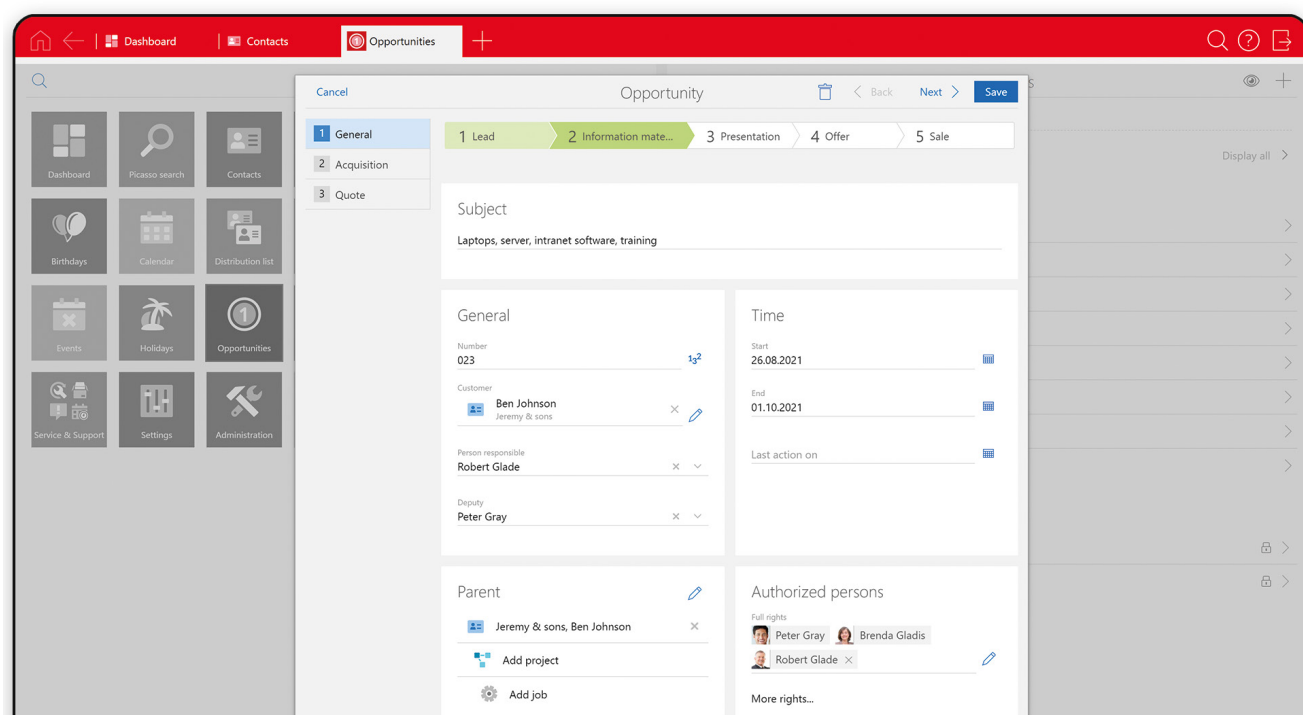 Dashboard
Contacts
Opportunities
Cancel
Opportunity
Back
Next
Save
1 General
2 Acquisition
3 Quote
1 Lead
2 Information mate...
3 Presentation
4 Offer
5 Sale
Display all
Dashboard
Picasso search
Contacts
Birthdays
Calendar
Distribution list
Events
Holidays
Opportunities
Service & Support
Settings
Administration
Subject
Laptops, server, intranet software, training
General
Number
023
Customer
Ben Johnson
Jeremy & sons
Person responsible
Robert Glade
Deputy
Peter Gray
Time
Start
26.08.2021
End
01.10.2021
Last action on
Parent
Jeremy & sons, Ben Johnson
Add project
Add job
Authorized persons
Full rights
Peter Gray
Brenda Gladis
Robert Glade
More rights...